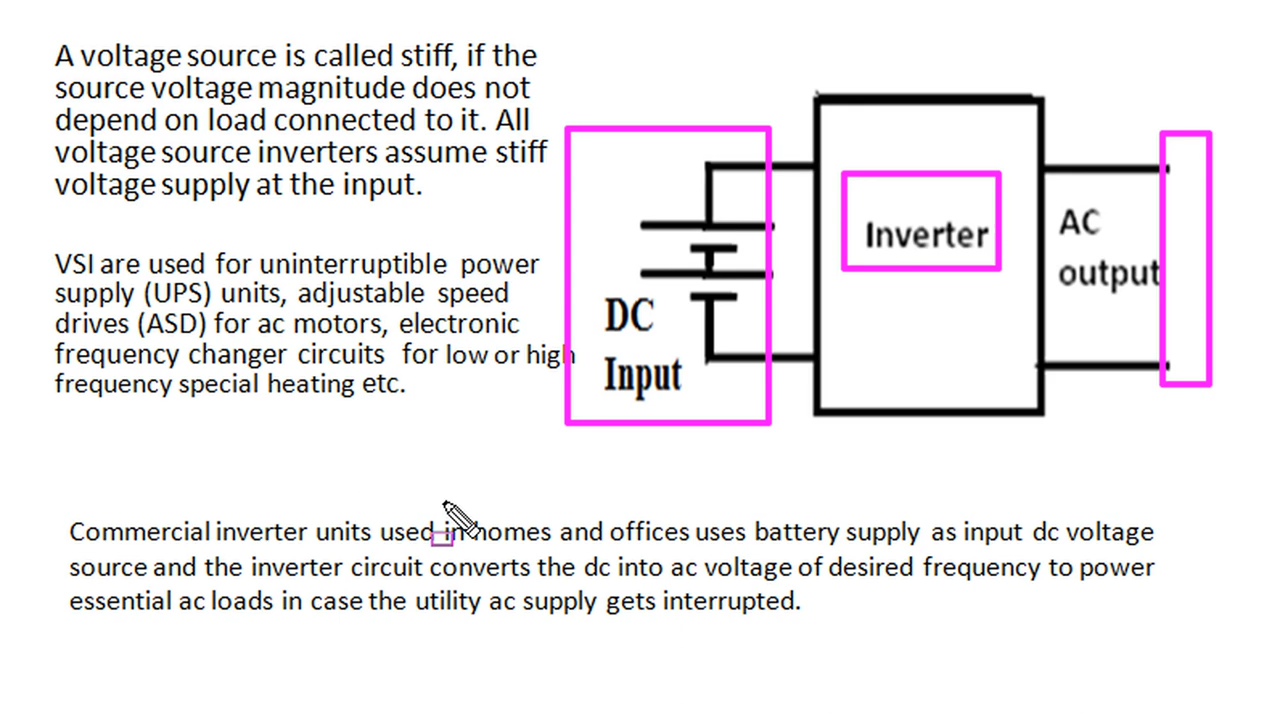 A voltage source is called stiff, if the
source voltage magnitude does not
depend on load connected to it. All
voltage source inverters assume stiff
voltage supply at the input.
VSI are used for uninterruptible power
supply (UPS) units, adjustable speed
drives (ASD) for ac motors, electronic
frequency changer circuits for low or high
frequency special heating etc.
DC
Input
Inverter
AC
output
Commercial inverter units used in homes and offices uses battery supply as input dc voltage
source and the inverter circuit converts the dc into ac voltage of desired frequency to power
essential ac loads in case the utility ac supply gets interrupted.